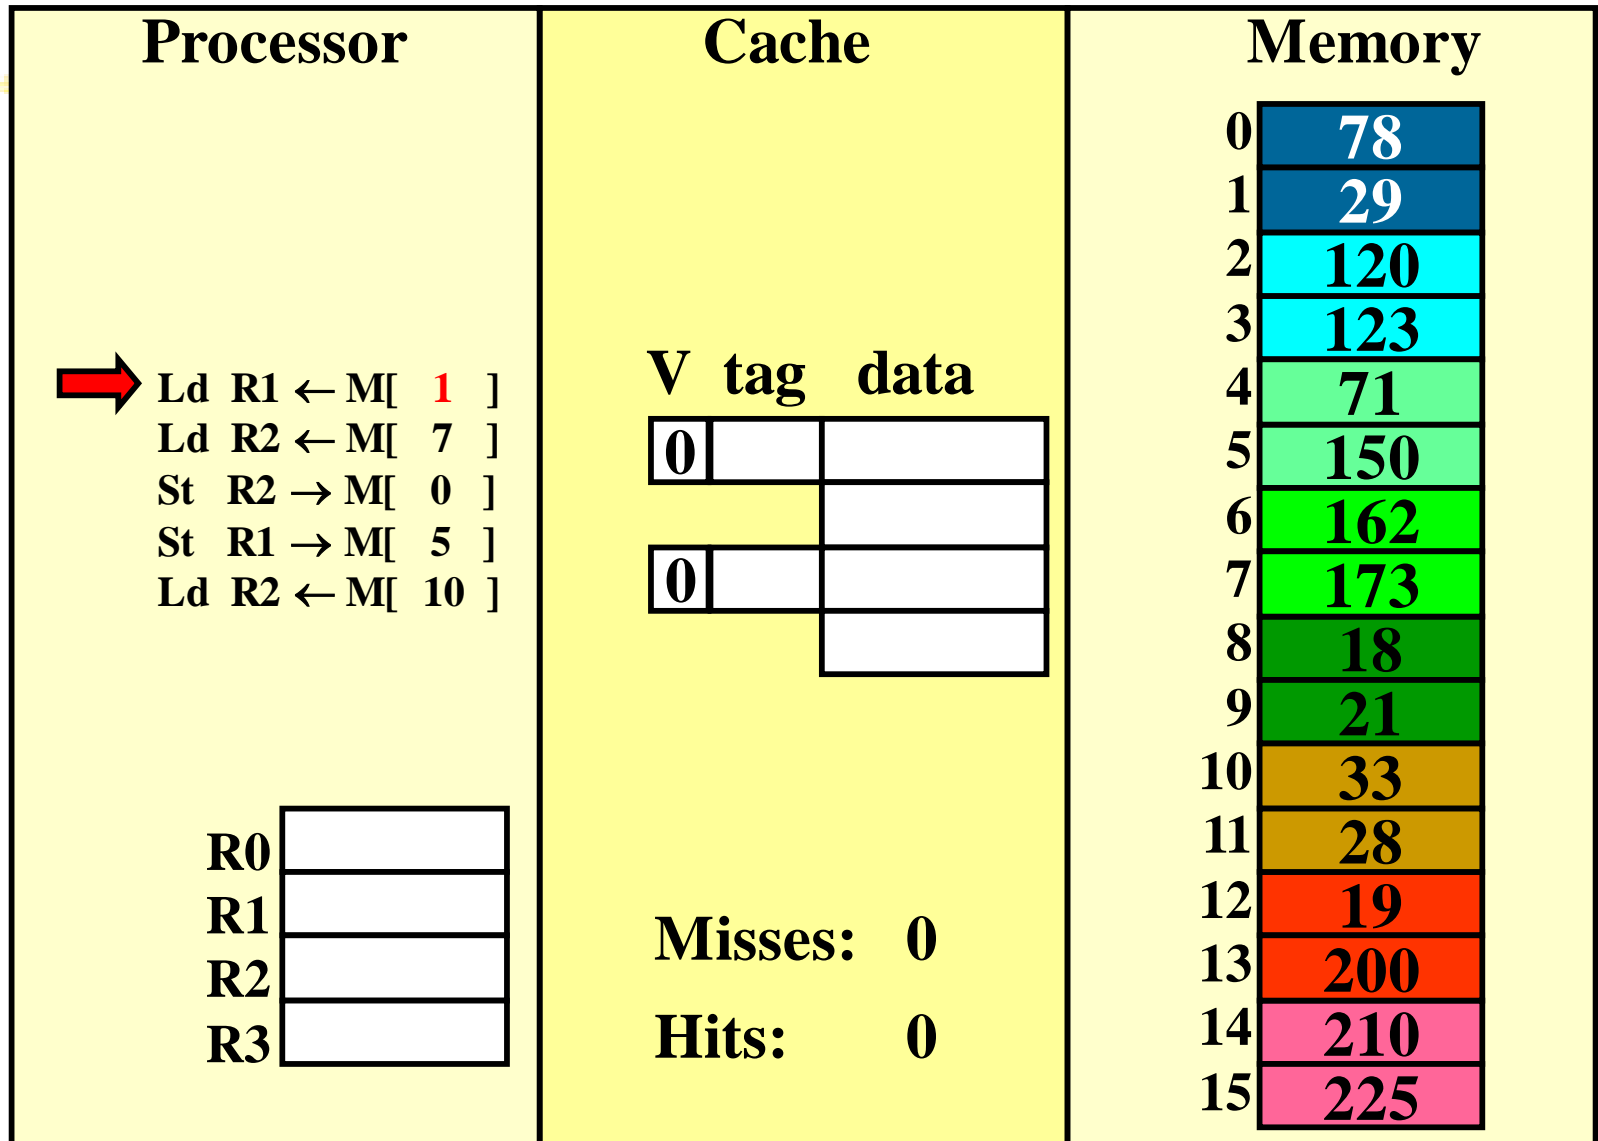 Processor
Ld R1 ← M[ 1 ]
Ld R2 ← M[ 7 ]
St R2 → M[ 0 ]
St R1 → M[ 5 ]
Ld R2 ← M[ 10 ]
R0
R1
R2
R3
Cache
V tag data
0
0
Misses: 0
Hits: 0
Memory
0 78
1 29
2 120
3 123
4 71
5 150
6 162
7 173
8 18
9 21
10 33
11 28
12 19
13 200
14 210
15 225